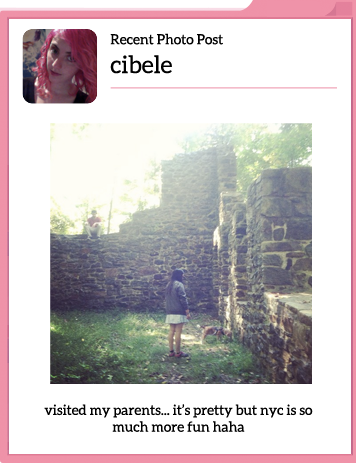 Recent Photo Post
cibele
visited my parents... it's pretty but nyc is so
much more fun haha